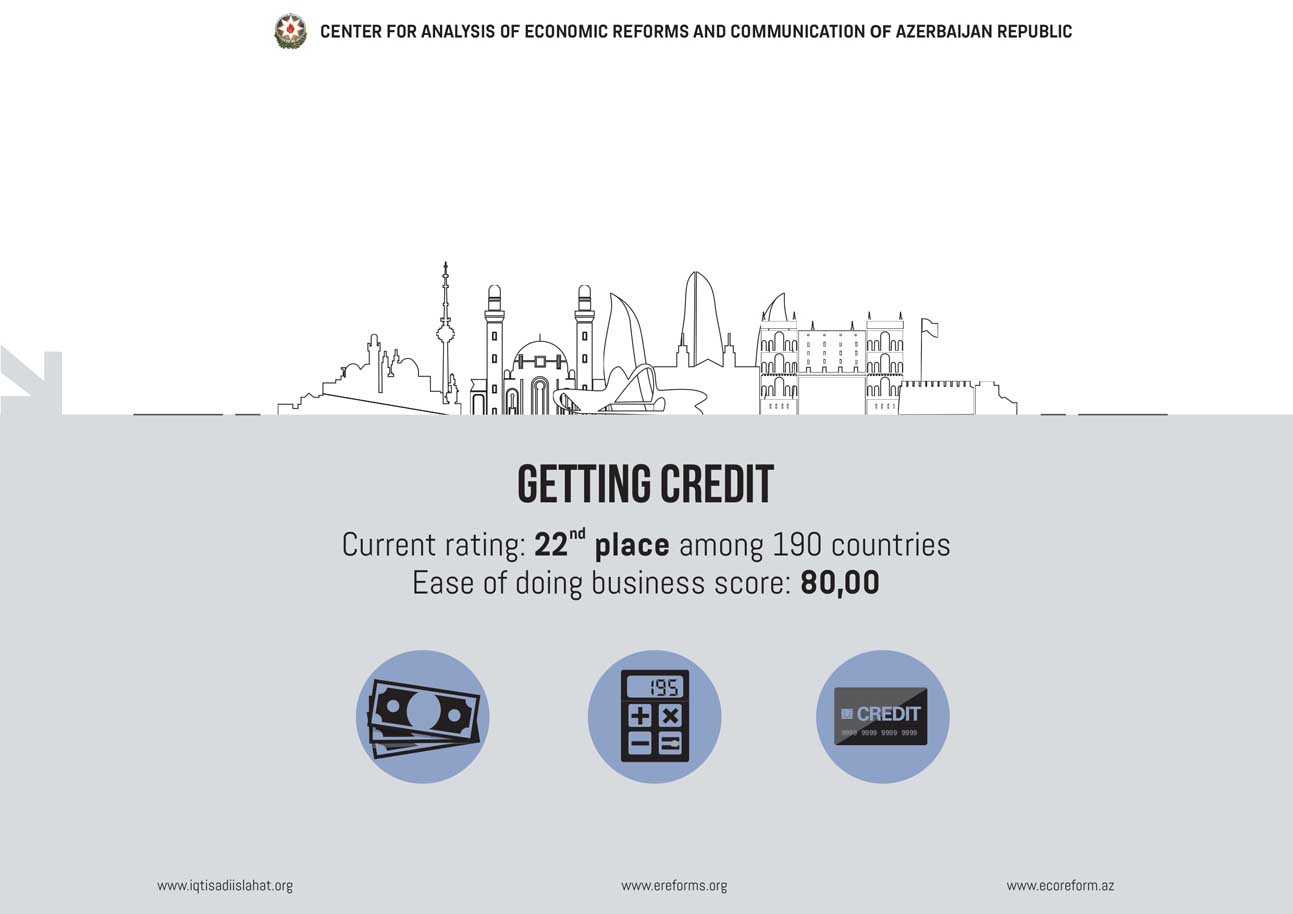 CENTER FOR ANALYSIS OF ECONOMIC REFORMS AND COMMUNICATION OF AZERBAIJAN REPUBLIC
GETTING CREDIT
Current rating: 22nd place among 190 countries
Ease of doing business score: 80,00
195
CREDIT
9999 9999 9999 9999
www.iqtisadiislahat.org
www.ereforms.org
www.ecoreform.az